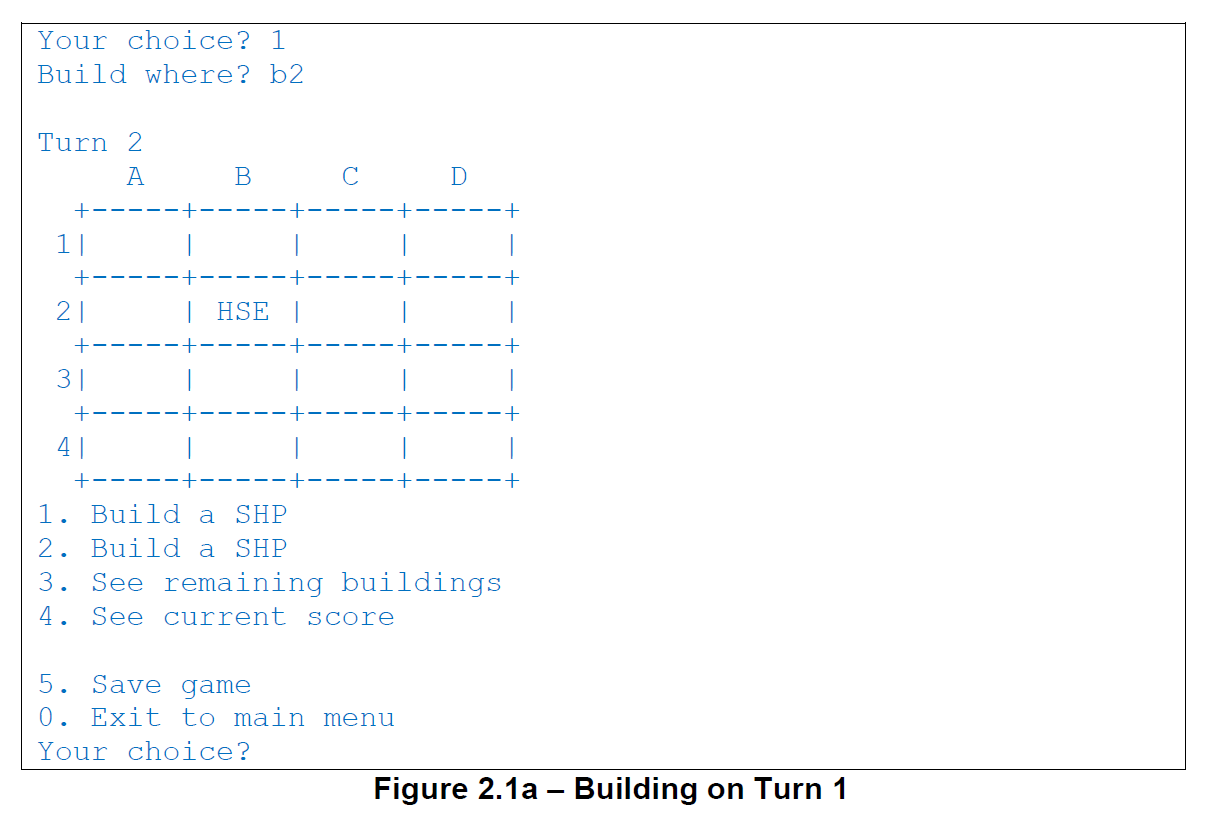 Your choice? 1
Build where? b2
Turn 2
     A     B     C     D
  +-----+-----+-----+-----+
 1|     |     |     |     |
  +-----+-----+-----+-----+
 2|     | HSE |     |     |
  +-----+-----+-----+-----+
 3|     |     |     |     |
  +-----+-----+-----+-----+
 4|     |     |     |     |
  +-----+-----+-----+-----+
1. Build a SHP
2. Build a SHP
3. See remaining buildings
4. See current score
5. Save game
0. Exit to main menu
Your choice?
Figure 2.1a – Building on Turn 1